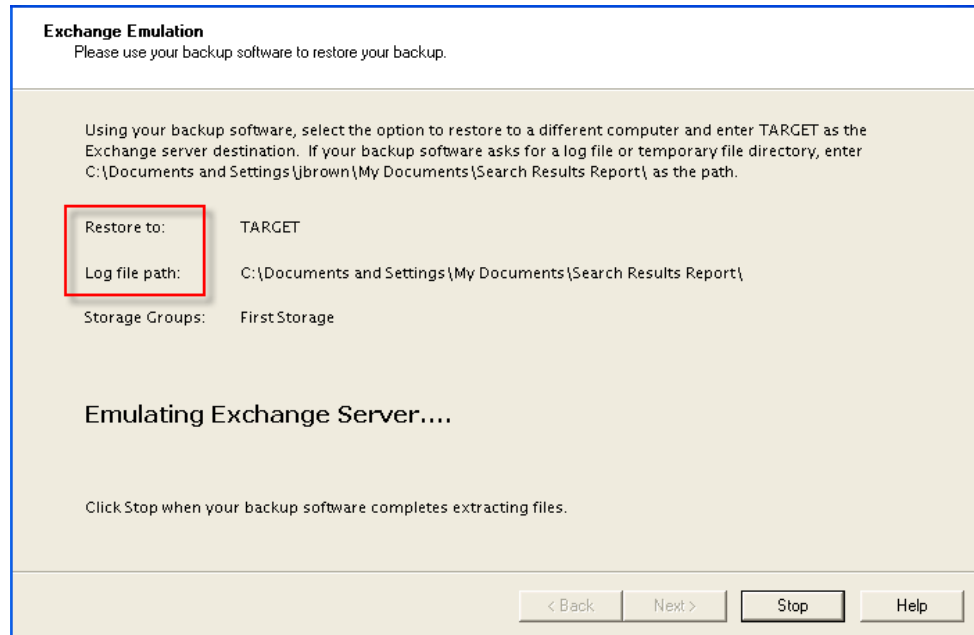 Exchange Emulation
Please use your backup software to restore your backup.
Using your backup software, select the option to restore to a different computer and enter TARGET as the
Exchange server destination. If your backup software asks for a log file or temporary file directory, enter
C:\Documents and Settings\jbrown\My Documents\Search Results Report\ as the path.
Restore to: TARGET
Log file path: C:\Documents and Settings\My Documents\Search Results Report\
Storage Groups: First Storage
Emulating Exchange Server....
Click Stop when your backup software completes extracting files.
< Back Next > Stop Help